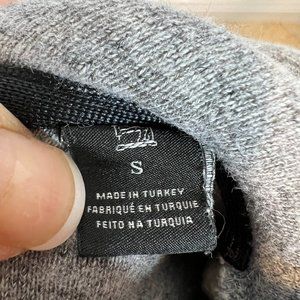 S
MADE IN TURKEY
FABRIQUÉ EN TURQUIE
FEITO NA TURQUIA